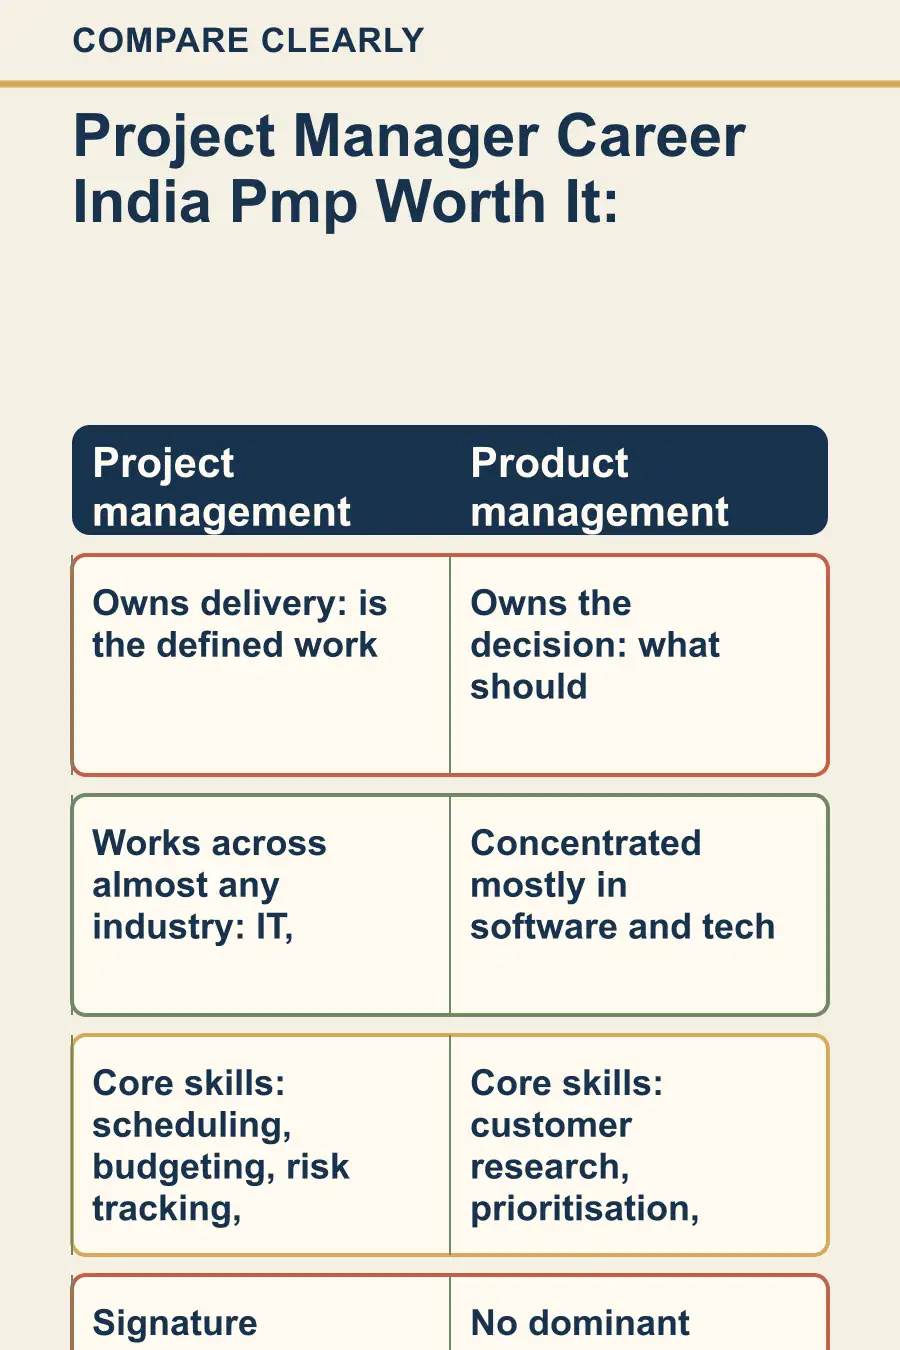 COMPARE CLEARLY
Project Manager Career
India Pmp Worth It:
Project
management
Product
management
Owns delivery: is
the defined work
Owns the
decision: what
should
Works across
almost any
industry: IT,
Concentrated
mostly in
software and tech
Core skills:
scheduling,
budgeting, risk
tracking,
Core skills:
customer
research,
prioritisation,
Signature
No dominant